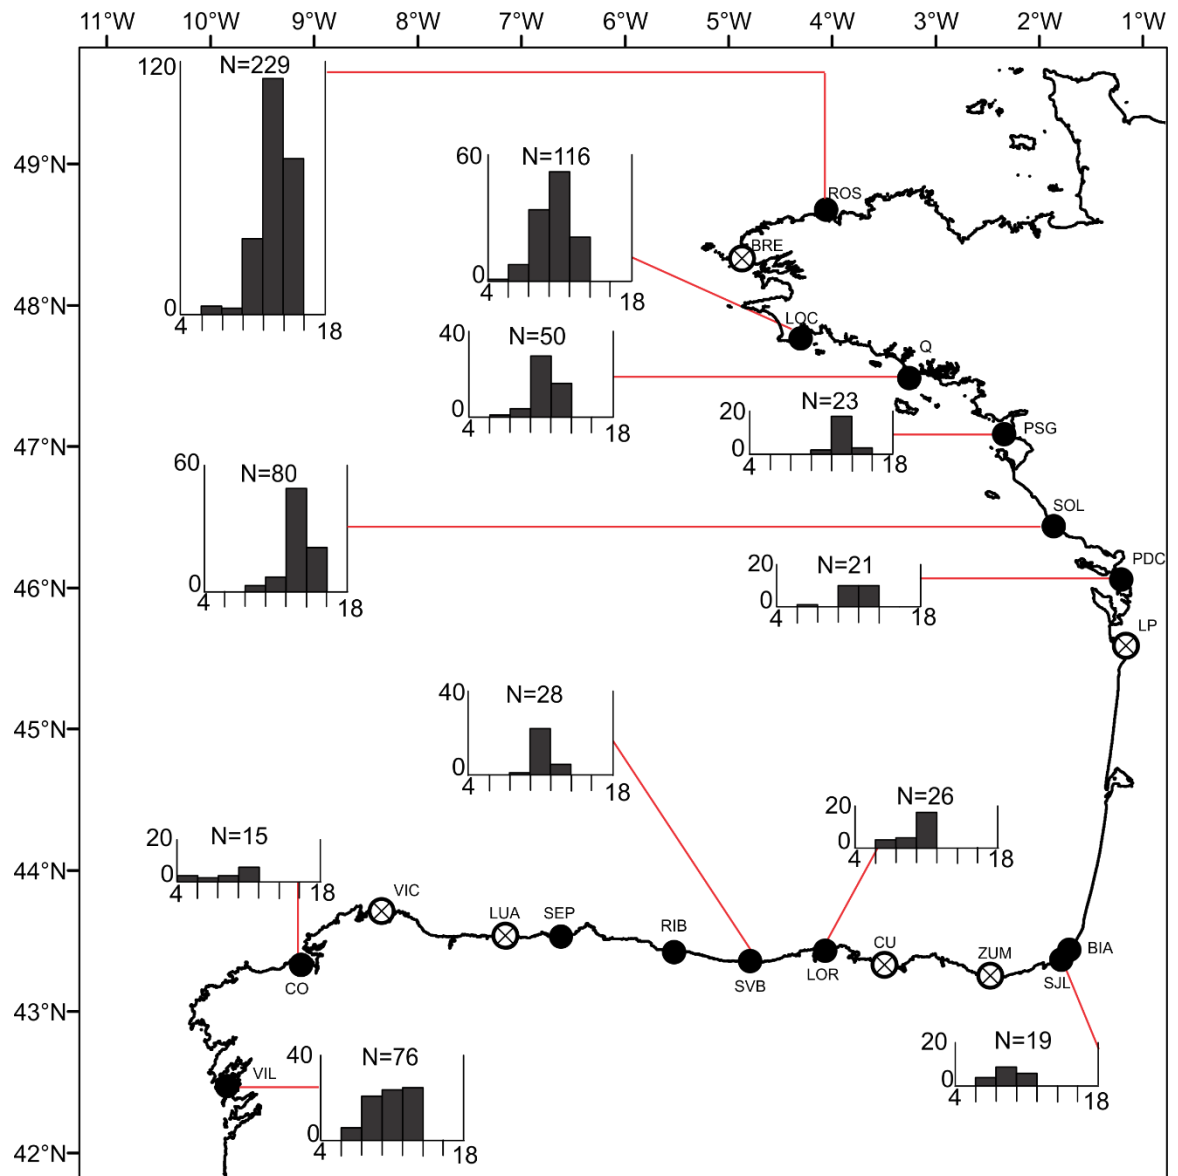 11°W 10°W 9°W 8°W 7°W 6°W 5°W 4°W 3°W 2°W 1°W
120 N=229
0
4 18
49°N
60 N=116
0
4 18
ROS
BRE
48°N
LOC
40 N=50
0
4 18
Q
20 N=23
0
4 18
PSG
47°N
60 N=80
0
4 18
SOL
20 N=21
0
4 18
PDC
46°N
LP
40 N=28
0
4 18
45°N
20 N=26
0
4 18
20 N=15
0
4 18
44°N
VIC
LUA
SEP
RIB
SVB
LOR
CU
ZUM
SJL
BIA
CO
43°N
20 N=19
0
4 18
VIL
40 N=76
0
4 18
42°N